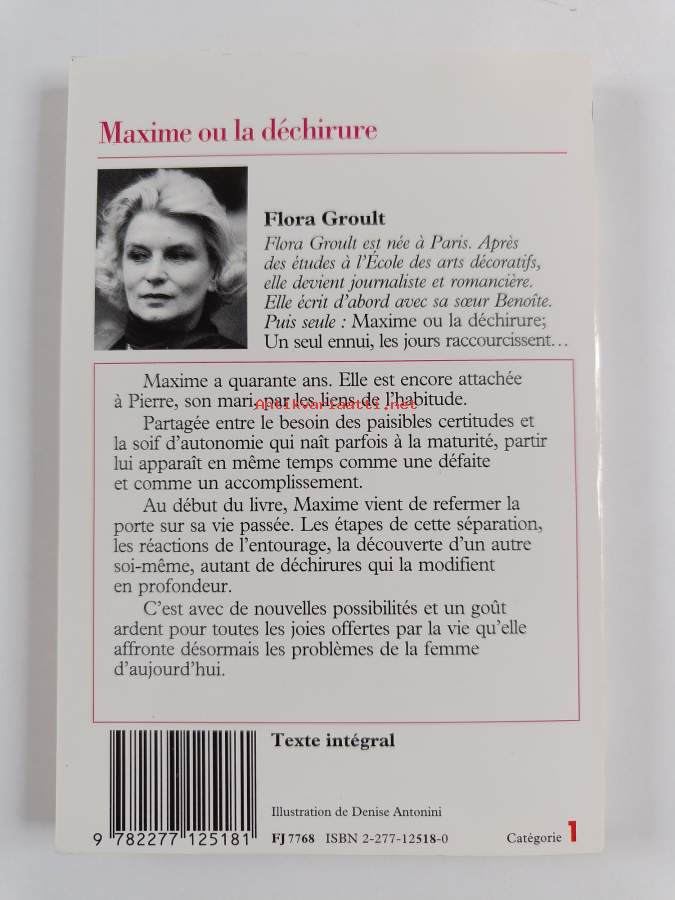 Maxime ou la déchirure
Flora Groult
Flora Groult est née à Paris. Après
des études à l'École des arts décoratifs,
elle devient journaliste et romancière.
Elle écrit d'abord avec sa sœur Benoîte.
Puis seule : Maxime ou la déchirure;
Un seul ennui, les jours raccourcissent...
Maxime a quarante ans. Elle est encore attachée
à Pierre, son mari, par les liens de l'habitude.
Antikvariaatti.net
Partagée entre le besoin des paisibles certitudes et
la soif d'autonomie qui naît parfois à la maturité, partir
lui apparaît en même temps comme une défaite
et comme un accomplissement.
Au début du livre, Maxime vient de refermer la
porte sur sa vie passée. Les étapes de cette séparation,
les réactions de l'entourage, la découverte d'un autre
soi-même, autant de déchirures qui la modifient
en profondeur.
C'est avec de nouvelles possibilités et un goût
ardent pour toutes les joies offertes par la vie qu'elle
affronte désormais les problèmes de la femme
d'aujourd'hui.
Texte intégral
Illustration de Denise Antonini
9 782277 125181
FJ 7768 ISBN 2-277-12518-0
Catégorie 1